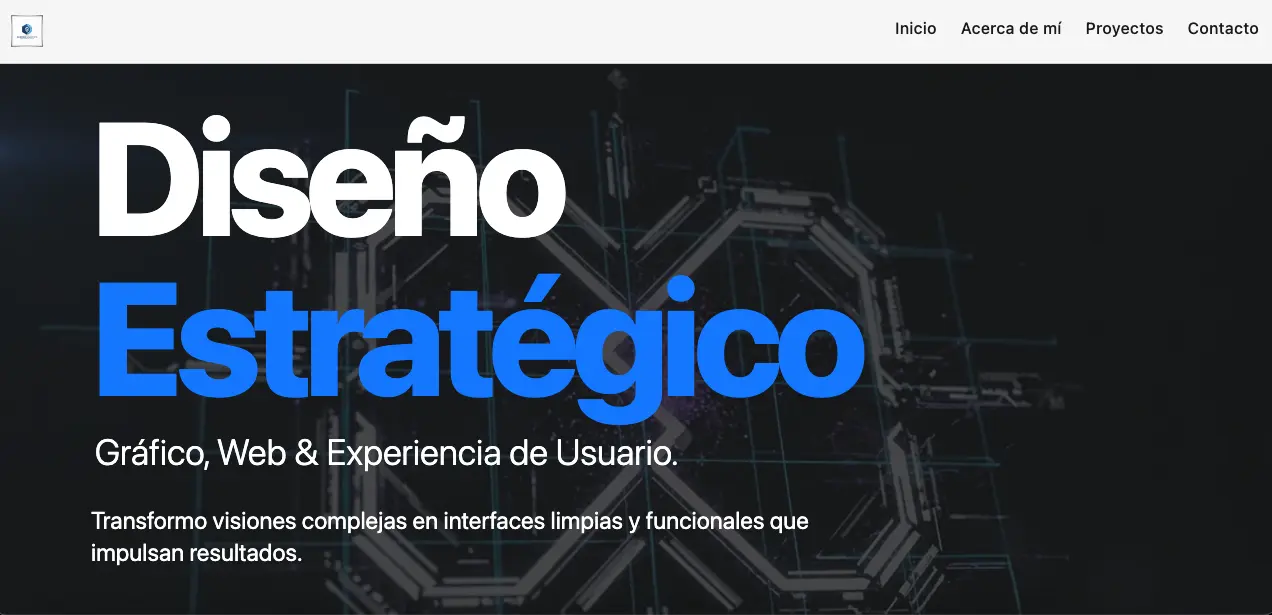 Inicio Acerca de mí Proyectos Contacto
Diseño
Estratégico
Gráfico, Web & Experiencia de Usuario.
Transformo visiones complejas en interfaces limpias y funcionales que
impulsan resultados.